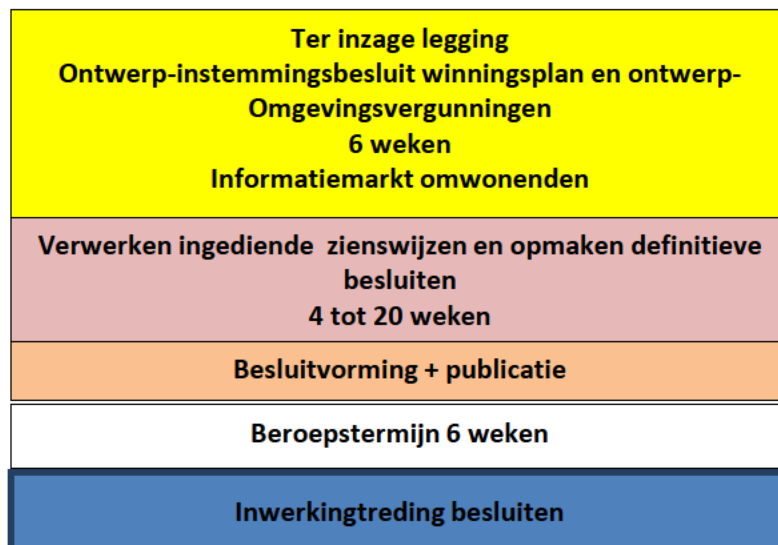 Ter inzage legging
Ontwerp-instemmingsbesluit winningsplan en ontwerp-
Omgevingsvergunningen
6 weken
Informatiemarkt omwonenden
Verwerken ingediende zienswijzen en opmaken definitieve
besluiten
4 tot 20 weken
Besluitvorming + publicatie
Beroepstermijn 6 weken
Inwerkingtreding besluiten